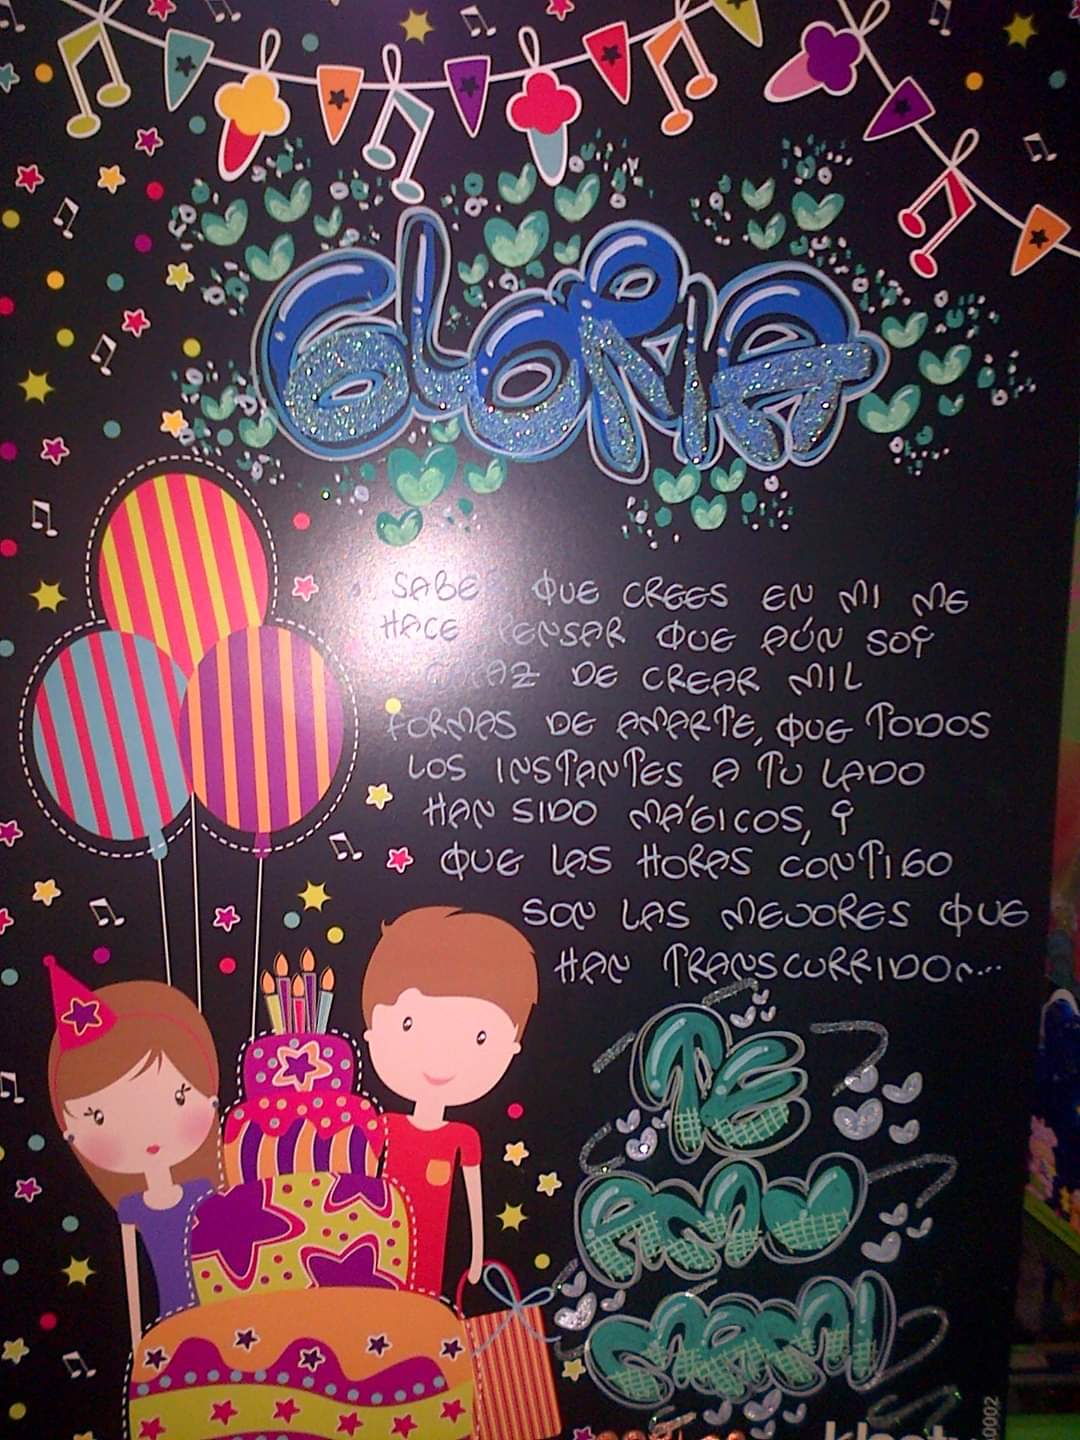 GLORIA
SABER QUE CREES EN MI ME
HACE PENSAR QUE AÚN SOY
CAPAZ DE CREAR MIL
FORMAS DE AMARTE, QUE TODOS
LOS INSTANTES A TU LADO
HAN SIDO MÁGICOS, Y
QUE LAS HORAS CONTIGO
SON LAS MEJORES QUE
HAN TRANSCURRIDO...
TE
AMO
MAMI